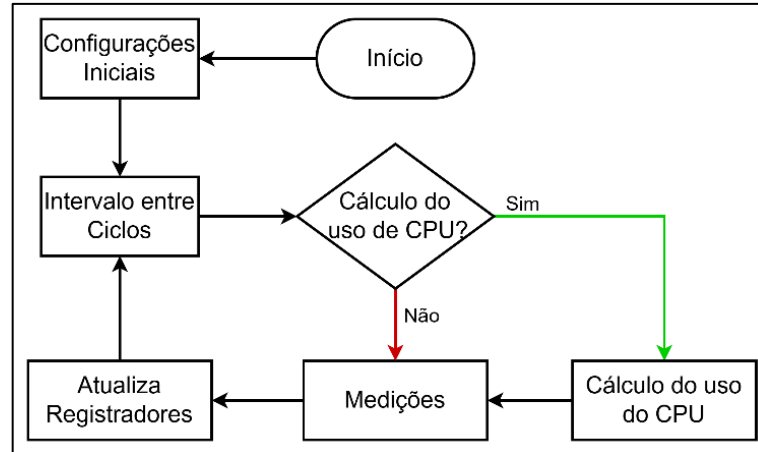 Configurações
Iniciais
Início
Intervalo entre
Ciclos
Cálculo do
uso de CPU?
Sim
Não
Atualiza
Registradores
Medições
Cálculo do uso
do CPU